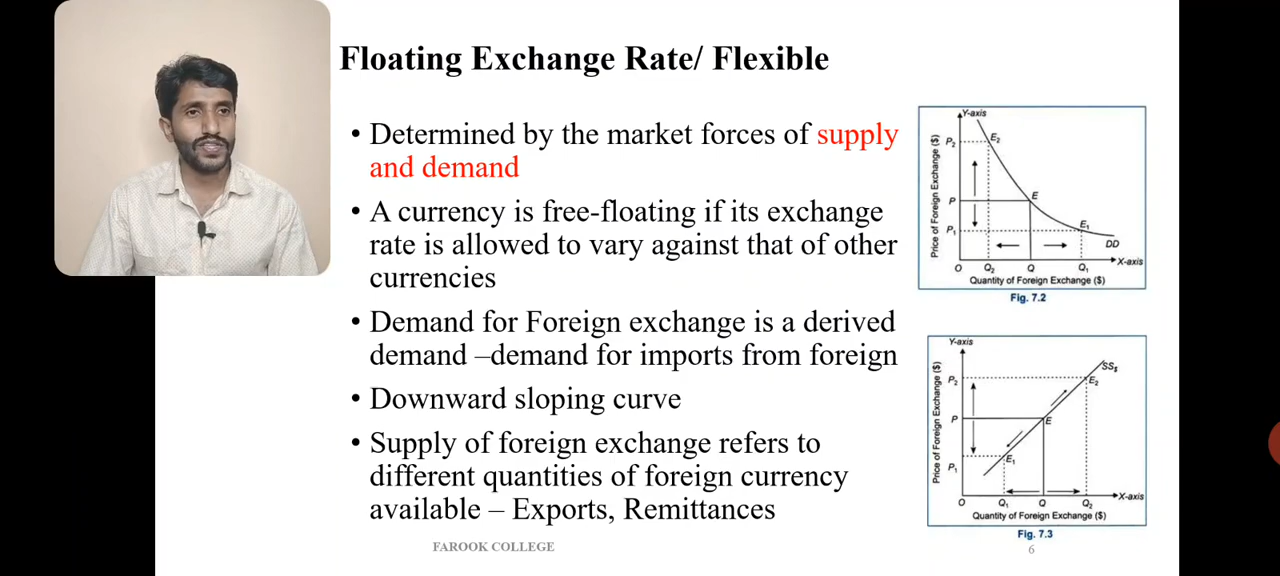 Floating Exchange Rate/ Flexible
• Determined by the market forces of supply
and demand
• A currency is free-floating if its exchange
rate is allowed to vary against that of other
currencies
• Demand for Foreign exchange is a derived
demand –demand for imports from foreign
• Downward sloping curve
• Supply of foreign exchange refers to
different quantities of foreign currency
available – Exports, Remittances
FAROOK COLLEGE
6
Y-axis
Price of Foreign Exchange ($)
P₂
E₂
P
E
P₁
E₁
DD
X-axis
O
Q₂
Q
Q₁
Quantity of Foreign Exchange ($)
Fig. 7.2
Y-axis
Price of Foreign Exchange ($)
SS$
P₂
E₂
P
E
P₁
E₁
X-axis
O
Q₁
Q
Q₂
Quantity of Foreign Exchange ($)
Fig. 7.3